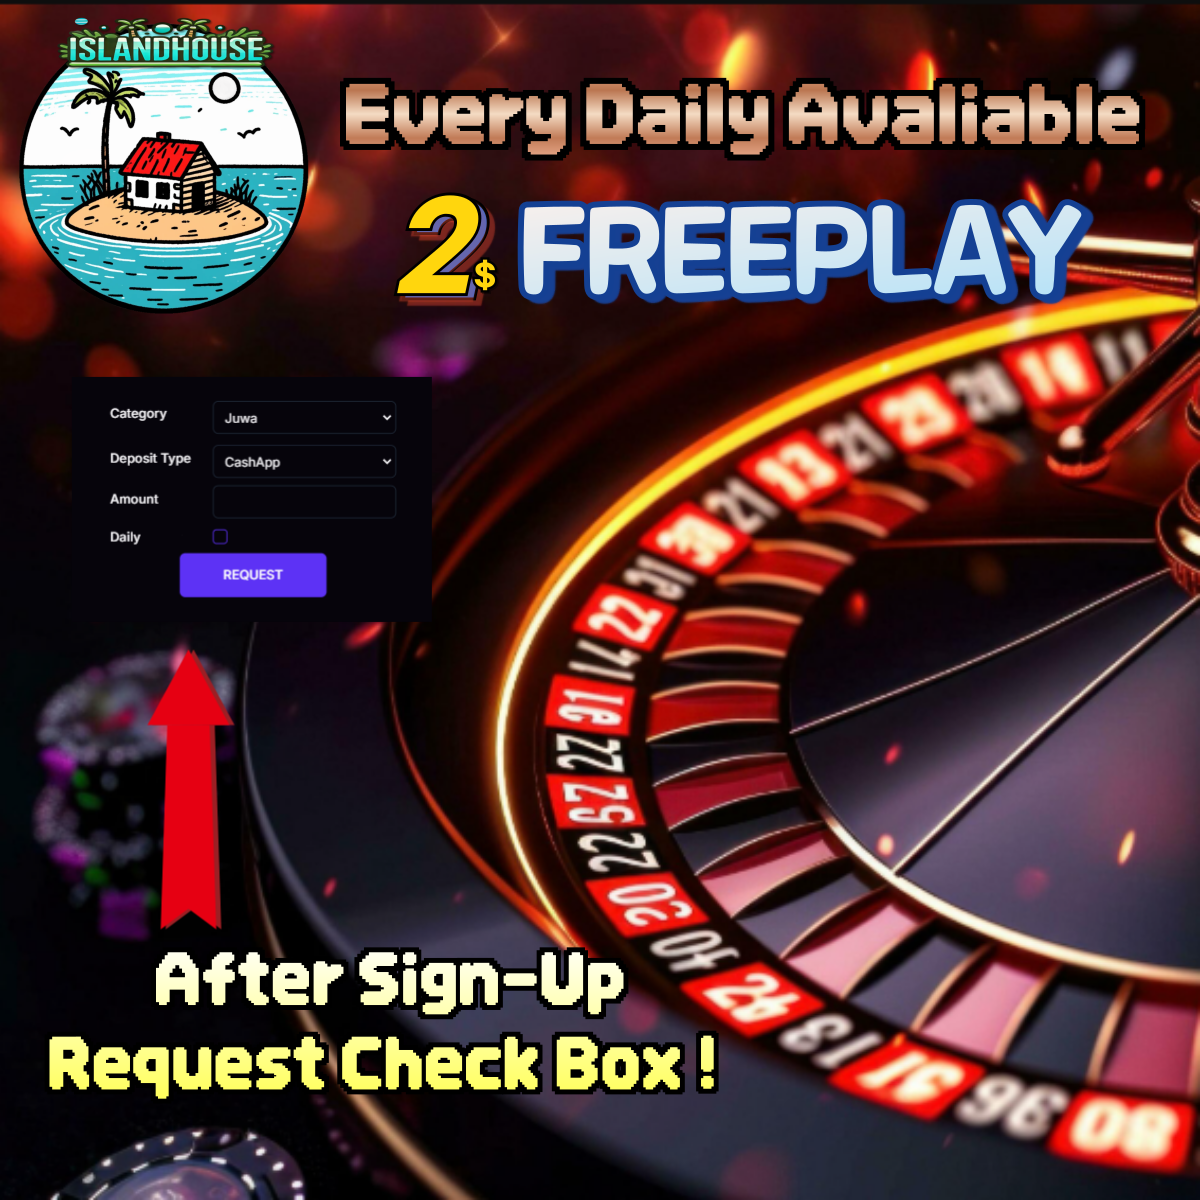 ISLANDHOUSE
Every Daily Avaliable
2$ FREEPLAY
Category
Juwa
Deposit Type
CashApp
Amount
Daily
REQUEST
After Sign-Up
Request Check Box !